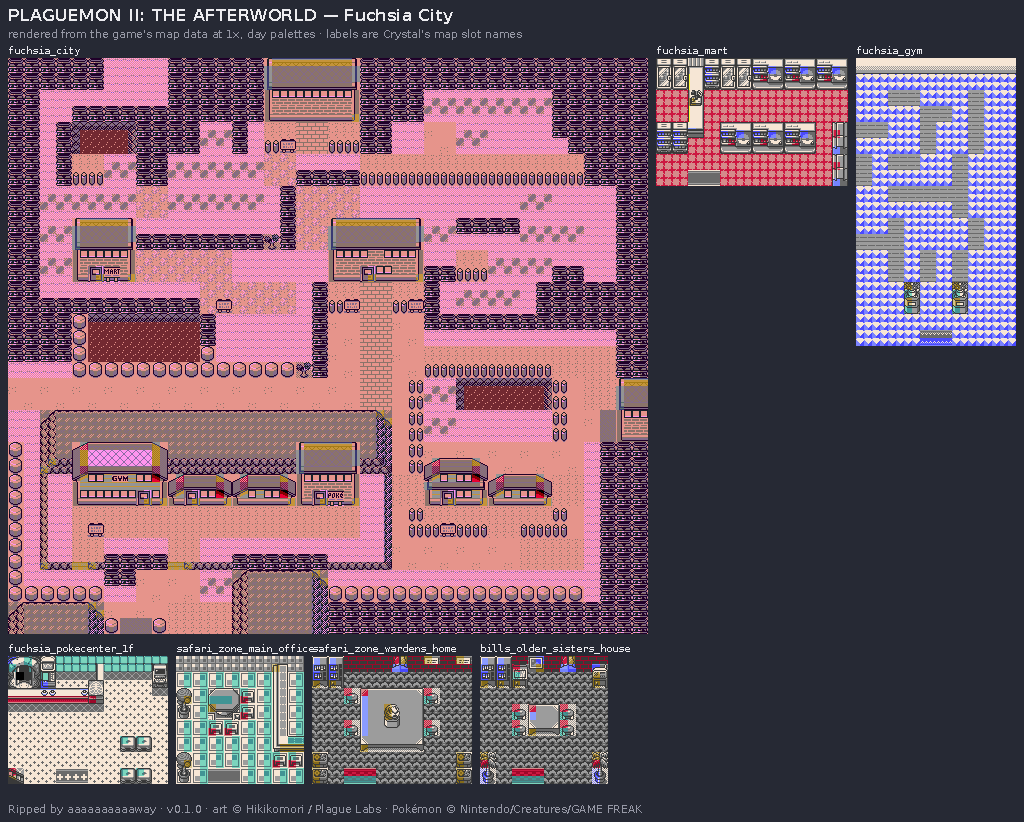 PLAGUEMON II: THE AFTERWORLD — Fuchsia City
rendered from the game's map data at 1x, day palettes · labels are Crystal's map slot names
fuchsia_city
fuchsia_mart
fuchsia_gym
MART
GYM
POKé
fuchsia_pokecenter_1f
safari_zone_main_office
safari_zone_wardens_home
bills_older_sisters_house
Ripped by aaaaaaaaaaway · v0.1.0 · art © Hikikomori / Plague Labs · Pokémon © Nintendo/Creatures/GAME FREAK